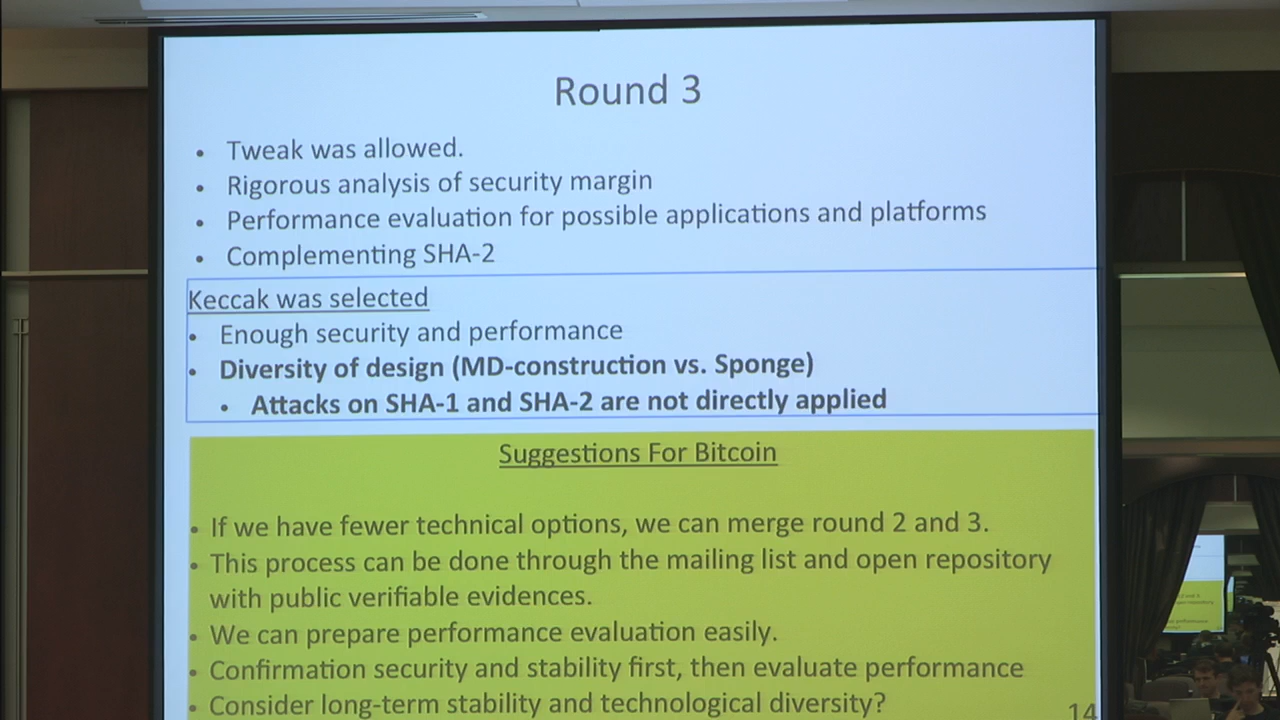 Round 3
• Tweak was allowed.
• Rigorous analysis of security margin
• Performance evaluation for possible applications and platforms
• Complementing SHA-2
Keccak was selected
• Enough security and performance
• Diversity of design (MD-construction vs. Sponge)
• Attacks on SHA-1 and SHA-2 are not directly applied
Suggestions For Bitcoin
• If we have fewer technical options, we can merge round 2 and 3.
• This process can be done through the mailing list and open repository
with public verifiable evidences.
• We can prepare performance evaluation easily.
• Confirmation security and stability first, then evaluate performance
• Consider long-term stability and technological diversity?
14